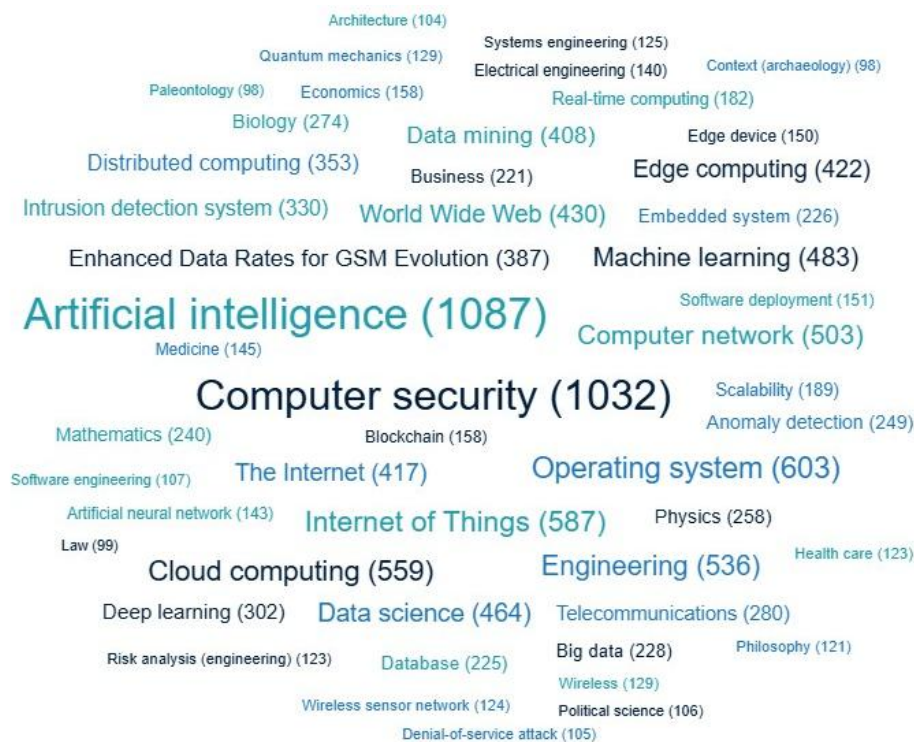 Architecture (104)
Systems engineering (125)
Quantum mechanics (129)
Electrical engineering (140)
Context (archaeology) (98)
Paleontology (98)
Economics (158)
Real-time computing (182)
Biology (274)
Data mining (408)
Edge device (150)
Distributed computing (353)
Business (221)
Edge computing (422)
Intrusion detection system (330)
World Wide Web (430)
Embedded system (226)
Enhanced Data Rates for GSM Evolution (387)
Machine learning (483)
Artificial intelligence (1087)
Software deployment (151)
Computer network (503)
Medicine (145)
Computer security (1032)
Scalability (189)
Anomaly detection (249)
Mathematics (240)
Blockchain (158)
The Internet (417)
Operating system (603)
Software engineering (107)
Artificial neural network (143)
Internet of Things (587)
Physics (258)
Law (99)
Health care (123)
Cloud computing (559)
Engineering (536)
Deep learning (302)
Data science (464)
Telecommunications (280)
Risk analysis (engineering) (123)
Database (225)
Big data (228)
Philosophy (121)
Wireless (129)
Wireless sensor network (124)
Political science (106)
Denial-of-service attack (105)